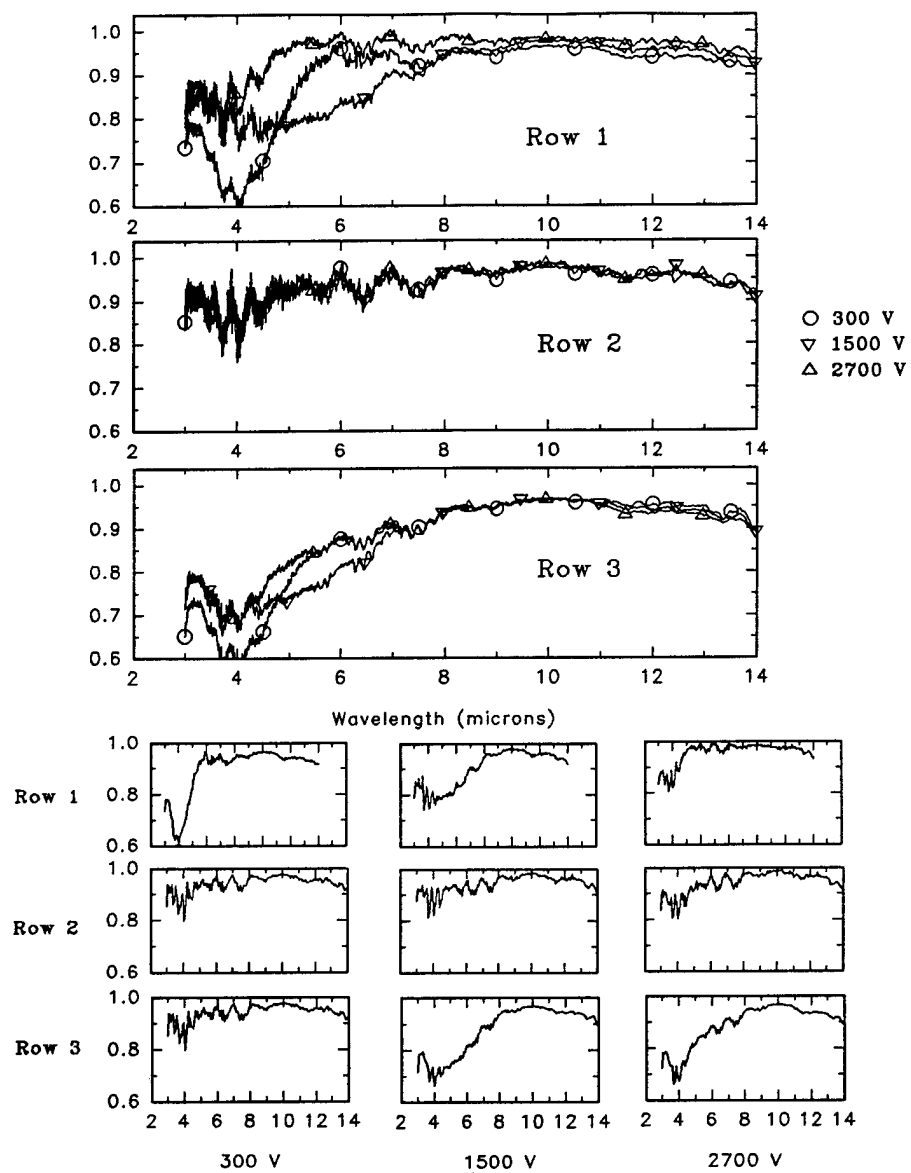 1.0
0.9
0.8
0.7
0.6
Row 1
2 4 6 8 10 12 14
1.0
0.9
0.8
0.7
0.6
Row 2
2 4 6 8 10 12 14
○ 300 V
▽ 1500 V
△ 2700 V
1.0
0.9
0.8
0.7
0.6
Row 3
2 4 6 8 10 12 14
Wavelength (microns)
Row 1
1.0
0.8
0.6
Row 2
1.0
0.8
0.6
Row 3
1.0
0.8
0.6
2 4 6 8 10 12 14 2 4 6 8 10 12 14 2 4 6 8 10 12 14
300 V 1500 V 2700 V